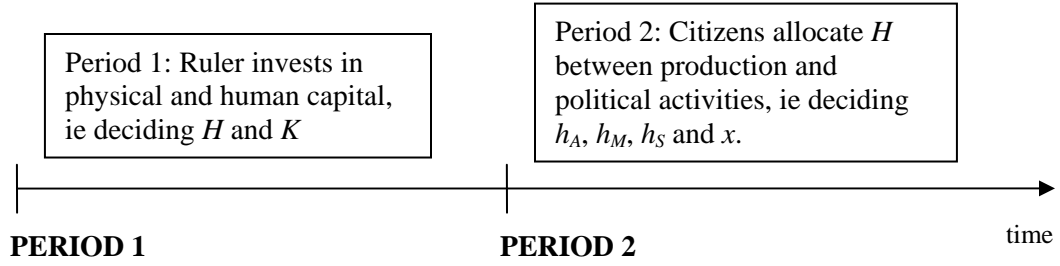 Period 1: Ruler invests in
physical and human capital,
ie deciding H and K
Period 2: Citizens allocate H
between production and
political activities, ie deciding
hA, hM, hS and x.
PERIOD 1
PERIOD 2
time